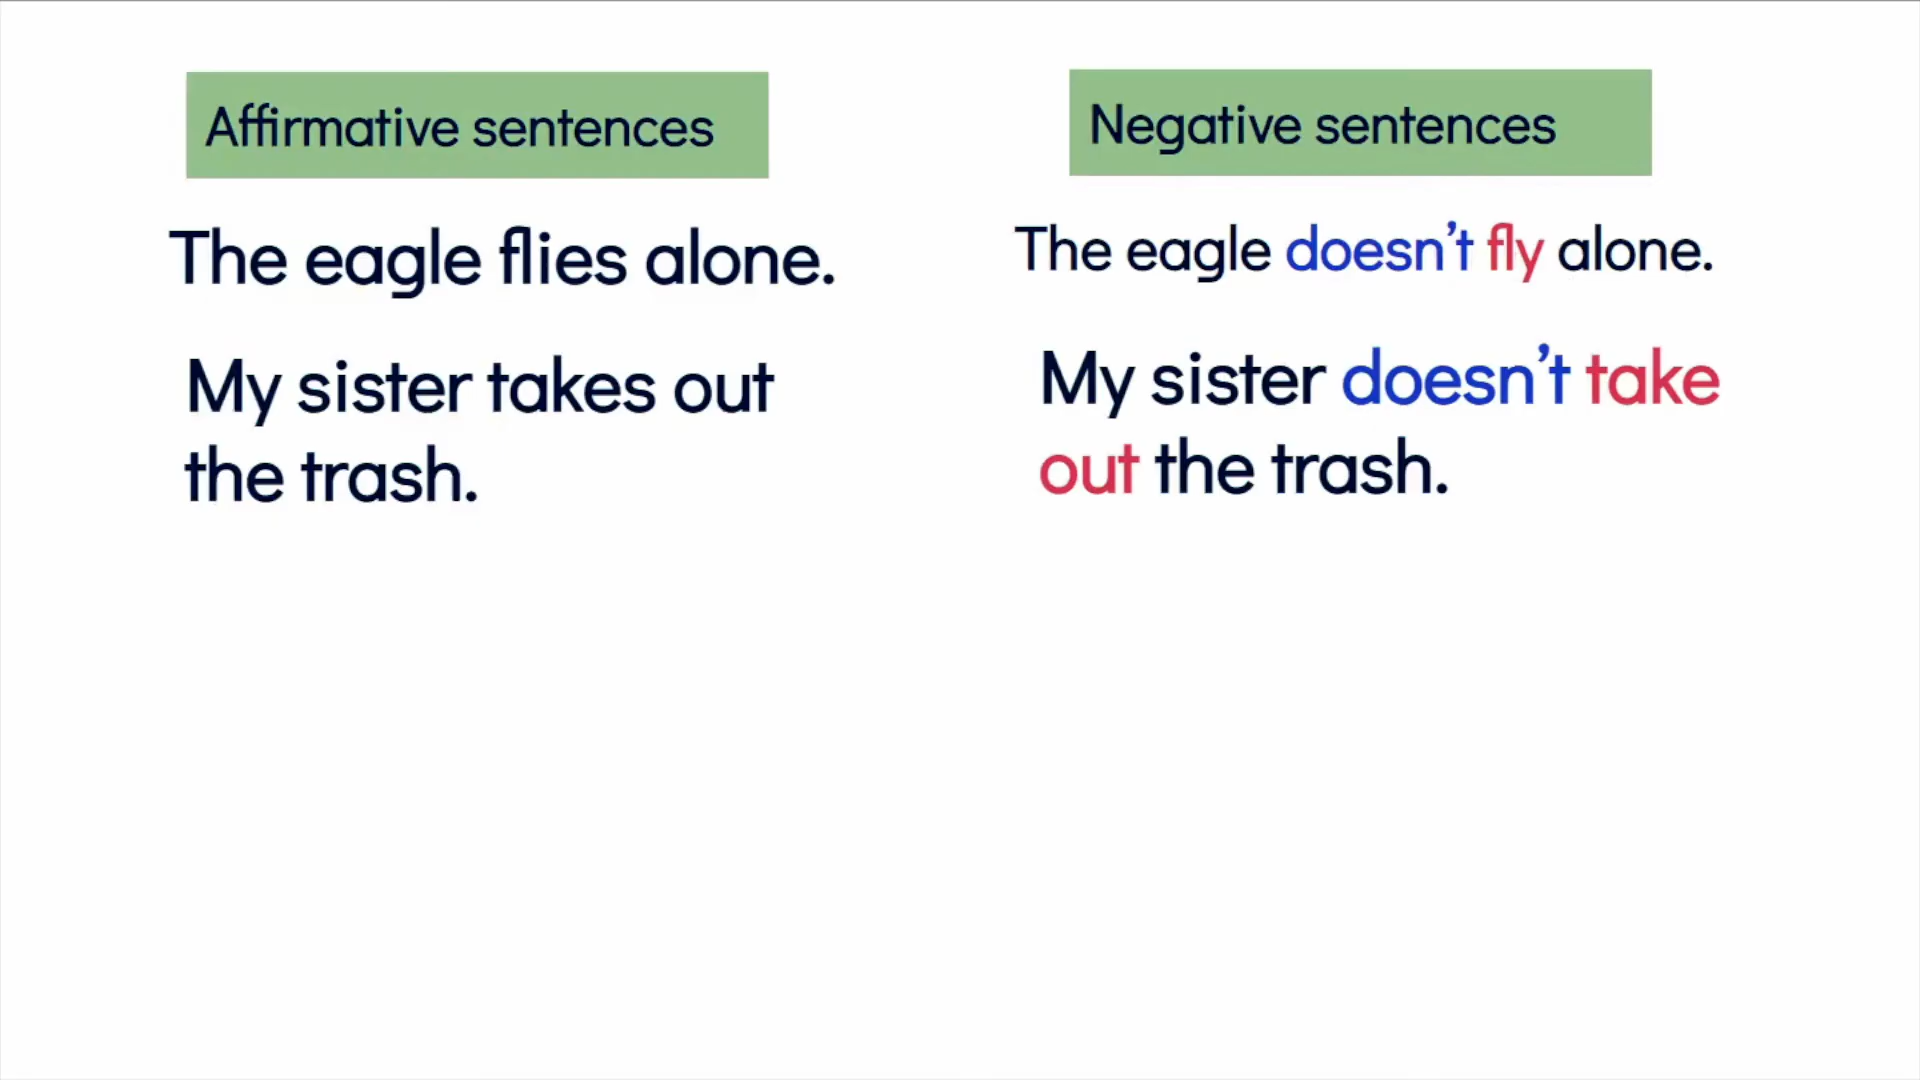 Affirmative sentences
The eagle flies alone.
My sister takes out
the trash.
Negative sentences
The eagle doesn’t fly alone.
My sister doesn’t take
out the trash.